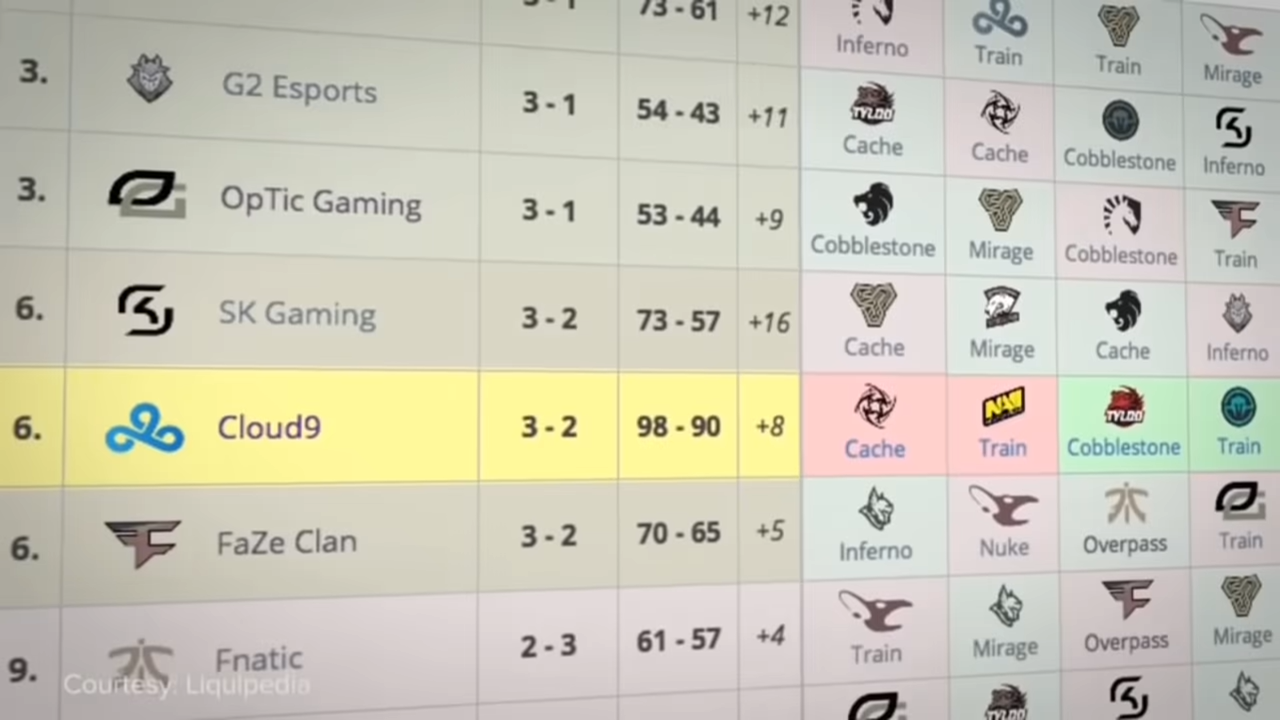 3 - 1 73 - 61 +12 Inferno Train Train Mirage
3. G2 Esports 3 - 1 54 - 43 +11 TYLOO Cache Cache Cobblestone Inferno
3. OpTic Gaming 3 - 1 53 - 44 +9 Cobblestone Mirage Cobblestone Train
6. SK Gaming 3 - 2 73 - 57 +16 Cache Mirage Cache Inferno
6. Cloud9 3 - 2 98 - 90 +8 Cache NAVI Train TYLOO Cobblestone Train
6. FaZe Clan 3 - 2 70 - 65 +5 Inferno Nuke Overpass Train
9. Fnatic 2 - 3 61 - 57 +4 Train Mirage Overpass Mirage
Courtesy: Liquipedia
TYLOO